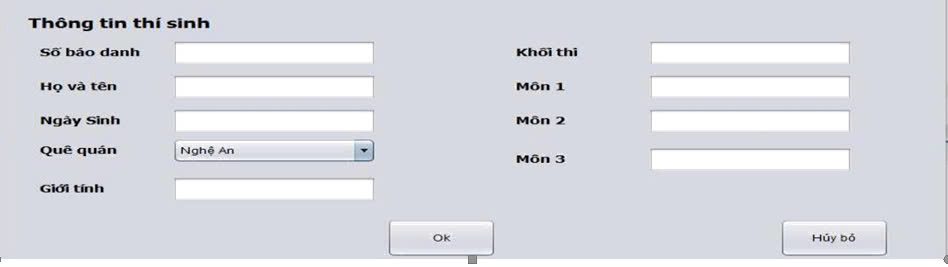 Thông tin thí sinh
Số báo danh
Khối thi
Họ và tên
Môn 1
Ngày Sinh
Môn 2
Quê quán
Nghệ An
Môn 3
Giới tính
Ok
Hủy bỏ